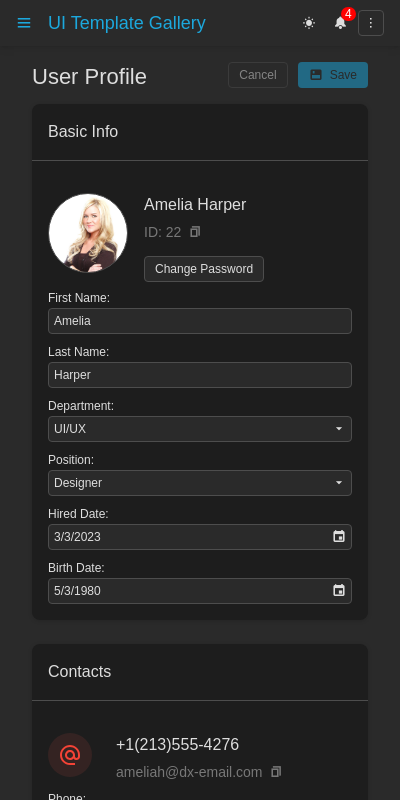 UI Template Gallery
4
User Profile
Cancel
Save
Basic Info
Amelia Harper
ID: 22
Change Password
First Name:
Amelia
Last Name:
Harper
Department:
UI/UX
Position:
Designer
Hired Date:
3/3/2023
Birth Date:
5/3/1980
Contacts
+1(213)555-4276
ameliah@dx-email.com
Phone: